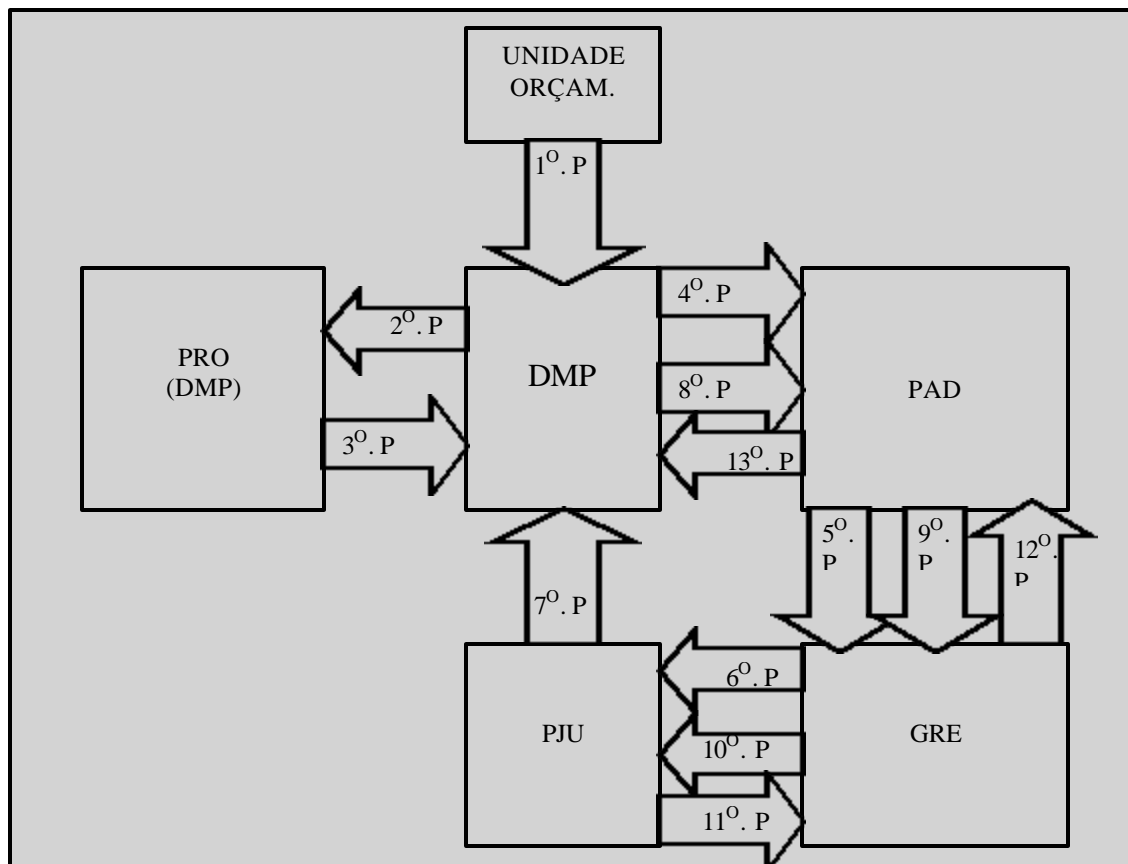 UNIDADE
ORÇAM.
1º. P
4º. P
2º. P
PRO
(DMP)
DMP
8º. P
PAD
3º. P
13º. P
5º.
P
9º.
P
12º.
P
7º. P
6º. P
PJU
10º. P
GRE
11º. P